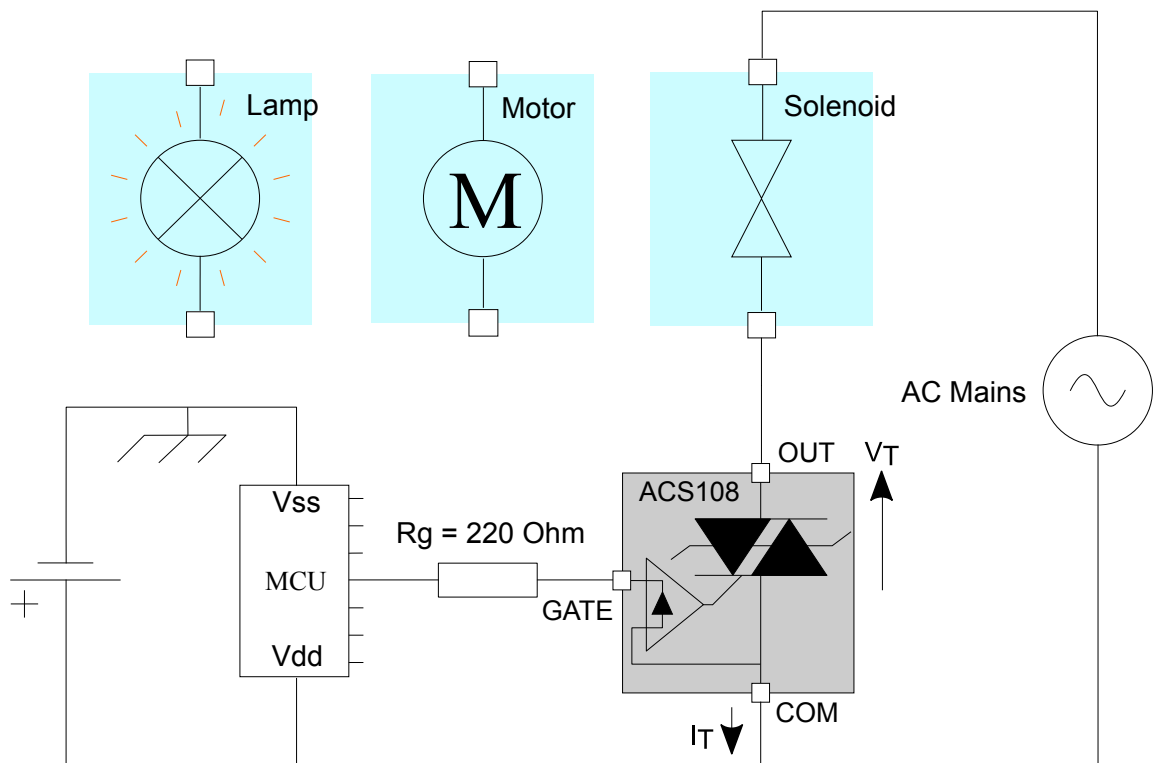 Lamp
Motor
M
Solenoid
AC Mains
OUT
VT
ACS108
Vss
Rg = 220 Ohm
MCU
GATE
+
Vdd
COM
IT